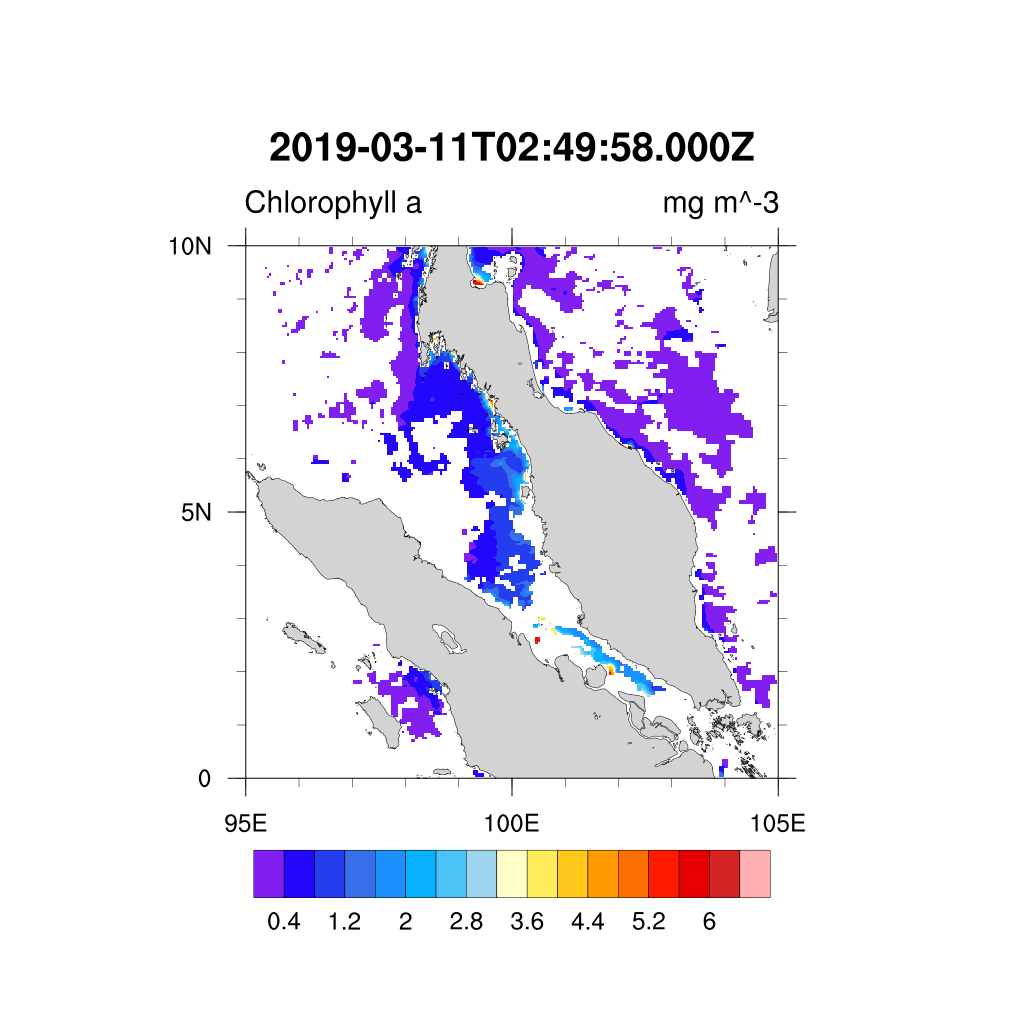 2019-03-11T02:49:58.000Z
Chlorophyll a mg m^-3
10N
5N
0
95E 100E 105E
0.4 1.2 2 2.8 3.6 4.4 5.2 6